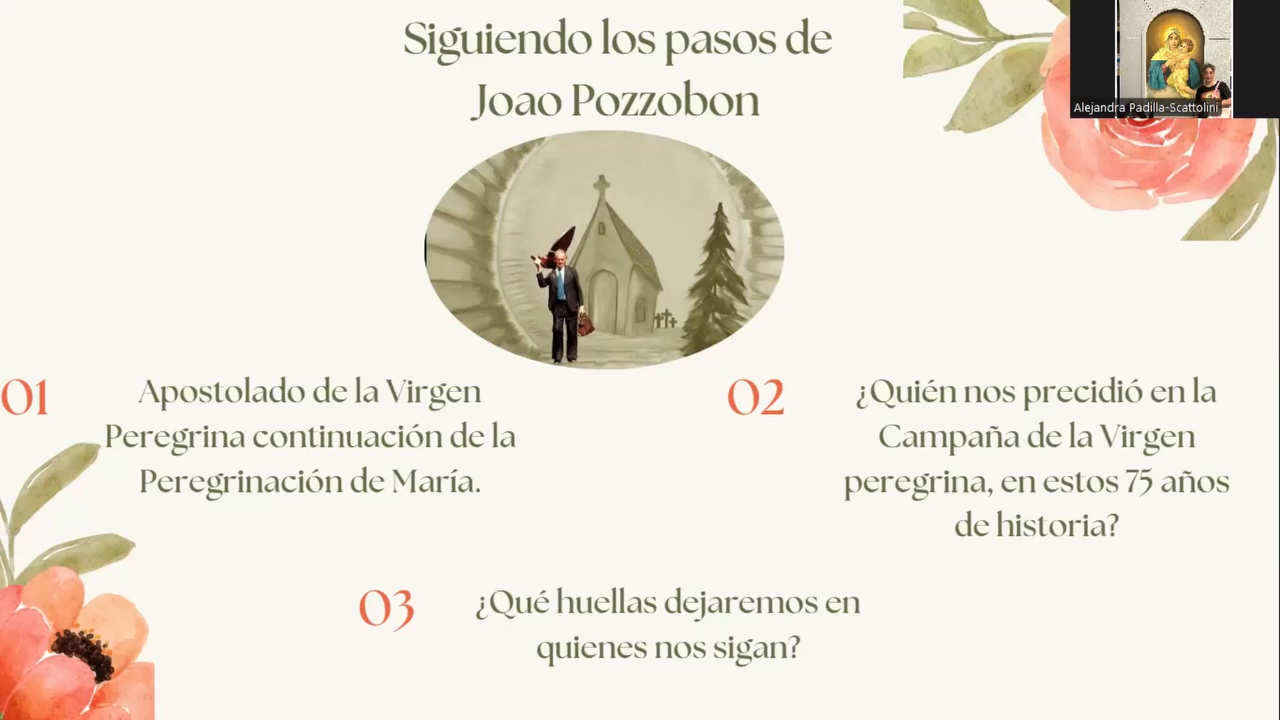 Siguiendo los pasos de
Joao Pozzobon
Alejandra Padilla-Scattolini
01
Apostolado de la Virgen
Peregrina continuación de la
Peregrinación de María.
02
¿Quién nos precidió en la
Campaña de la Virgen
peregrina, en estos 75 años
de historia?
03
¿Qué huellas dejaremos en
quienes nos sigan?